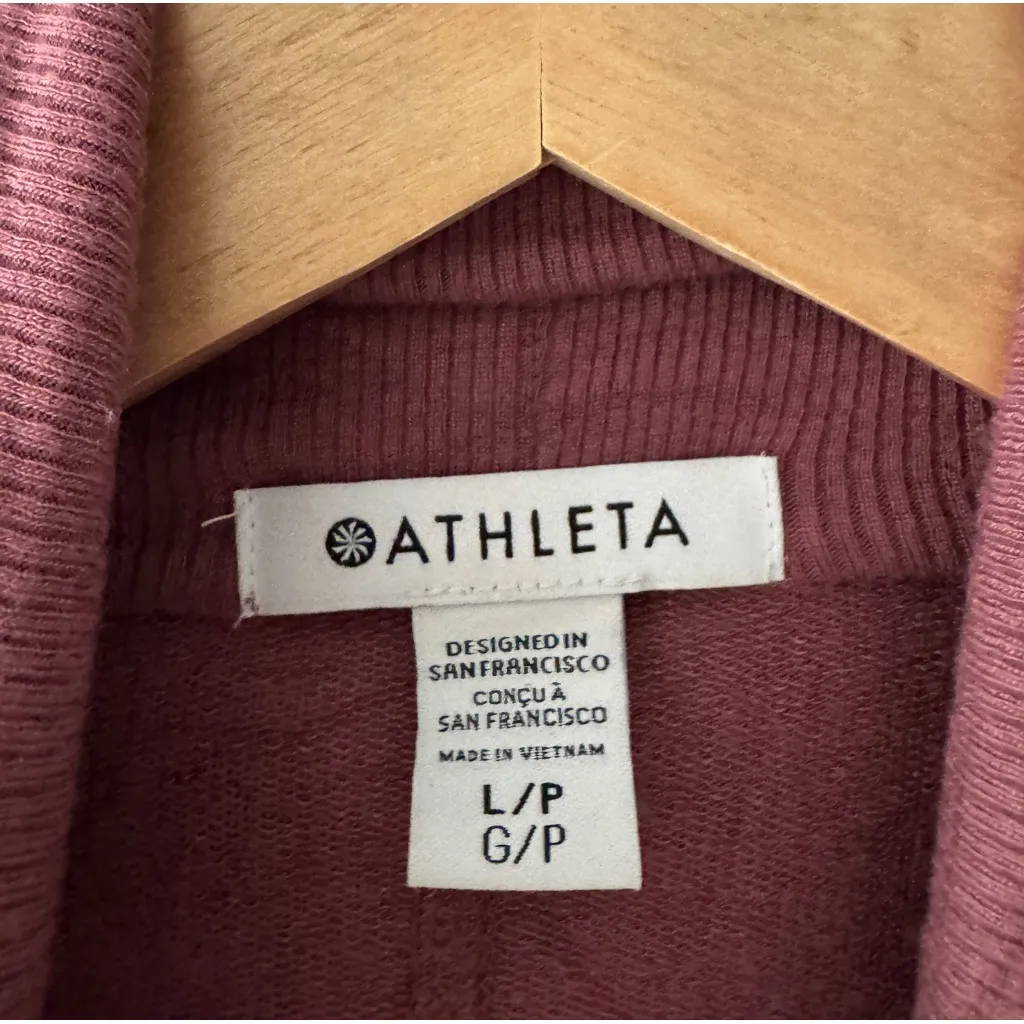 ATHLETA
DESIGNED IN
SAN FRANCISCO
CONÇU À
SAN FRANCISCO
MADE IN VIETNAM
L/P
G/P